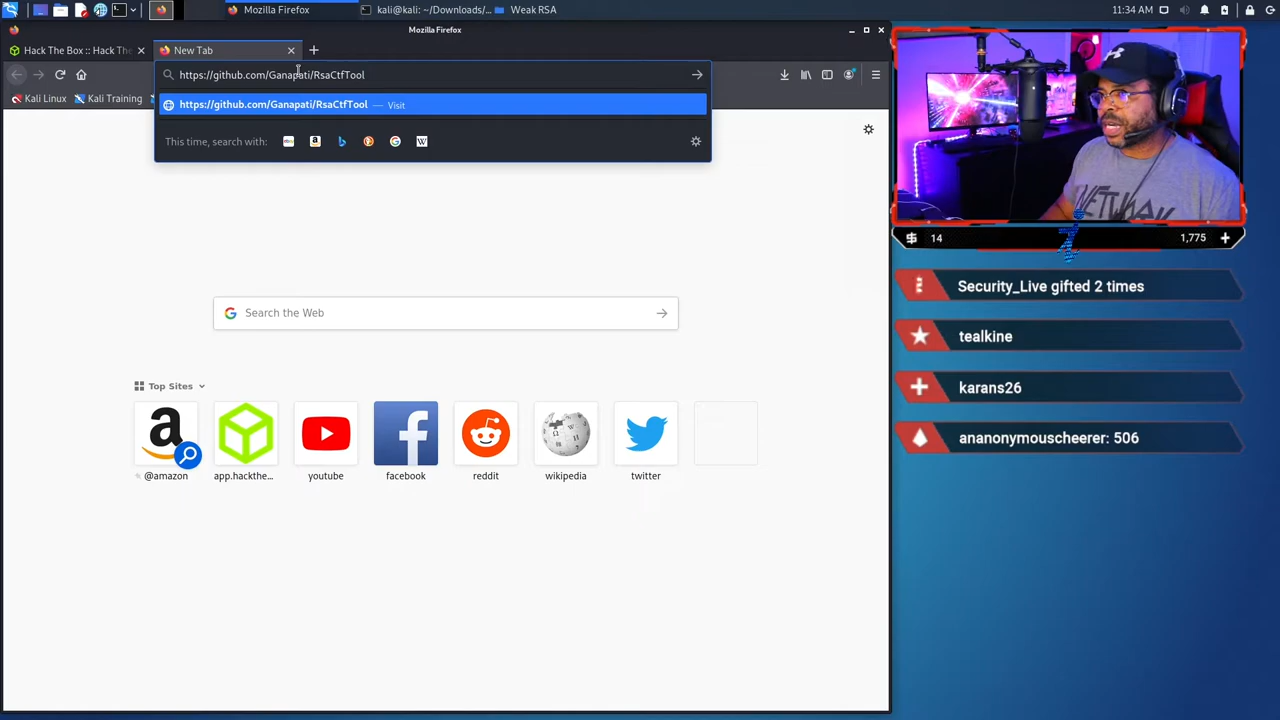 Mozilla Firefox
kali@kali: ~/Downloads/...
Weak RSA
11:34 AM
Mozilla Firefox
Hack The Box :: Hack The
New Tab
https://github.com/Ganapati/RsaCtfTool
Kali Linux
Kali Training
https://github.com/Ganapati/RsaCtfTool — Visit
This time, search with:
Search the Web
Top Sites
@amazon
app.hackthe...
youtube
facebook
reddit
wikipedia
twitter
14
1,775
Security_Live gifted 2 times
tealkine
karans26
ananonymouscheerer: 506